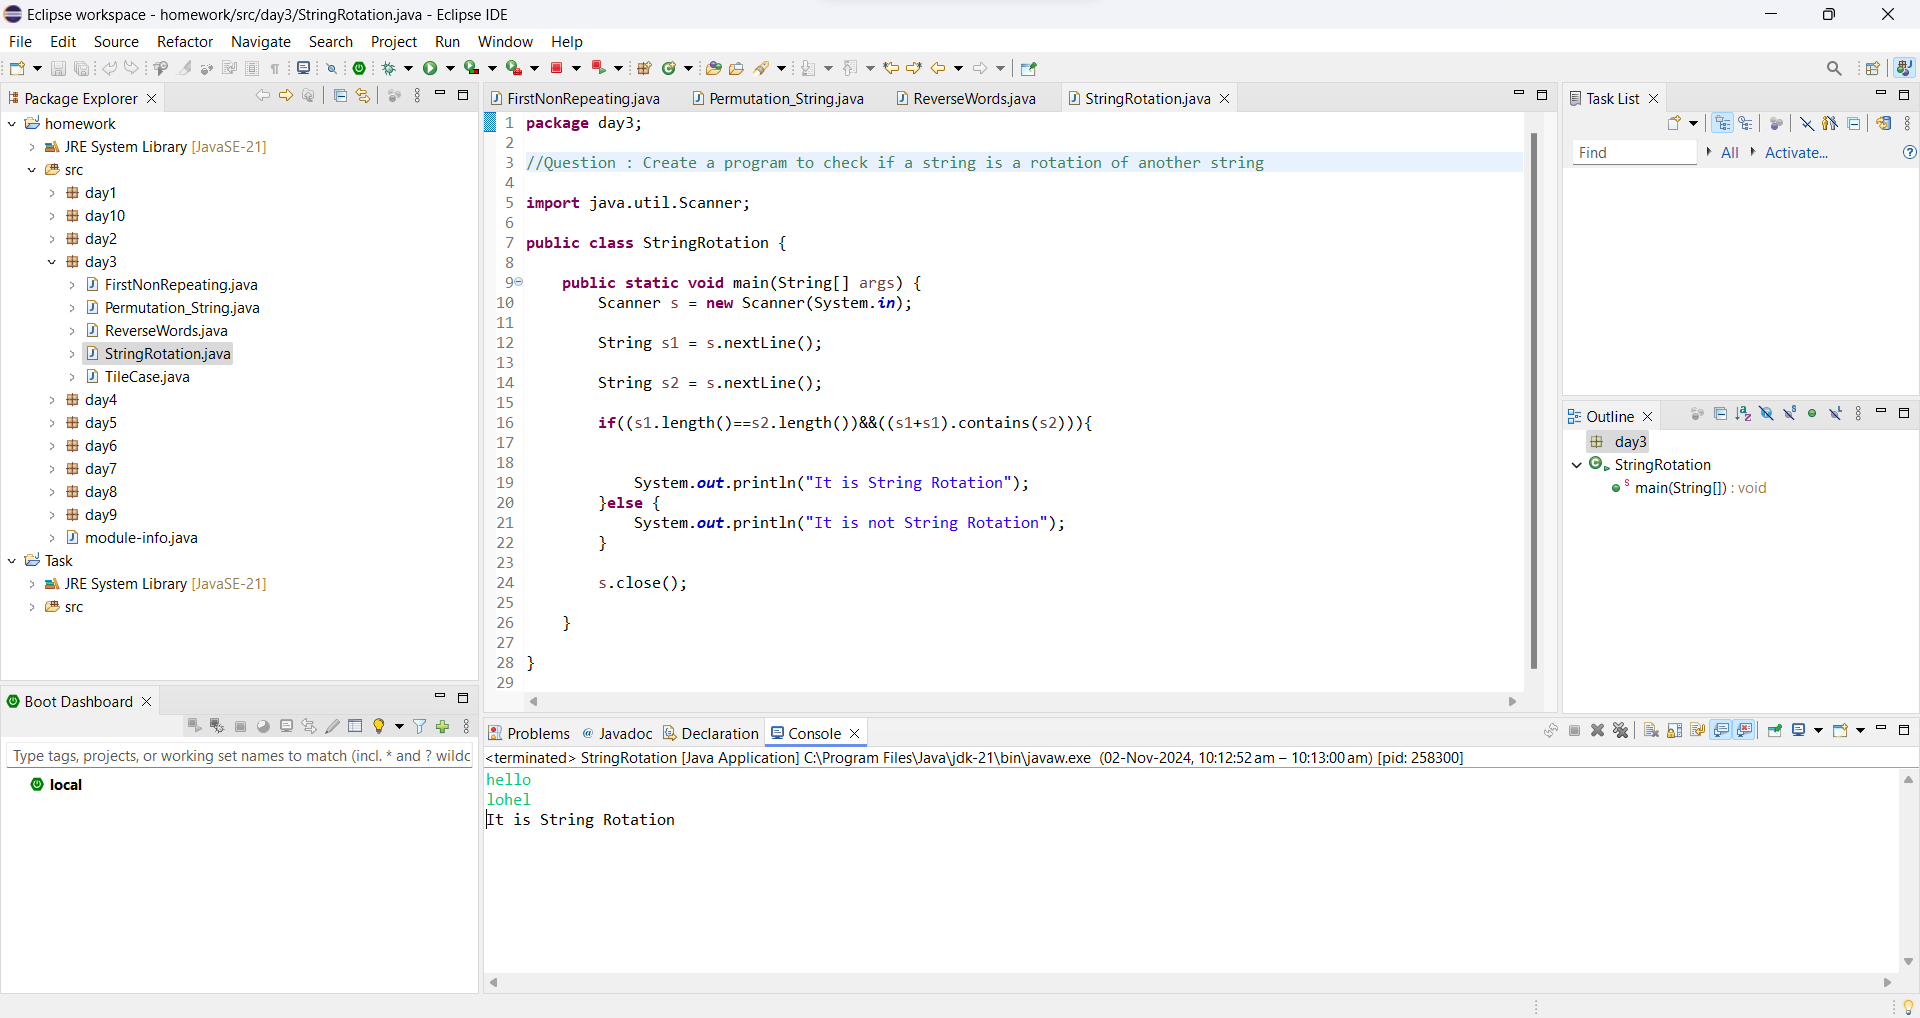 Eclipse workspace - homework/src/day3/StringRotation.java - Eclipse IDE
File Edit Source Refactor Navigate Search Project Run Window Help
Package Explorer
homework
JRE System Library [JavaSE-21]
src
day1
day10
day2
day3
FirstNonRepeating.java
Permutation_String.java
ReverseWords.java
StringRotation.java
TileCase.java
day4
day5
day6
day7
day8
day9
module-info.java
Task
JRE System Library [JavaSE-21]
src
Boot Dashboard
Type tags, projects, or working set names to match (incl. * and ? wildc
local
FirstNonRepeating.java Permutation_String.java ReverseWords.java StringRotation.java
1 package day3;
2
3 //Question : Create a program to check if a string is a rotation of another string
4
5 import java.util.Scanner;
6
7 public class StringRotation {
8
9 public static void main(String[] args) {
10 Scanner s = new Scanner(System.in);
11
12 String s1 = s.nextLine();
13
14 String s2 = s.nextLine();
15
16 if((s1.length()==s2.length())&&((s1+s1).contains(s2))){
17
18
19 System.out.println("It is String Rotation");
20 }else {
21 System.out.println("It is not String Rotation");
22 }
23
24 s.close();
25
26 }
27
28 }
29
Problems Javadoc Declaration Console
<terminated> StringRotation [Java Application] C:\Program Files\Java\jdk-21\bin\javaw.exe (02-Nov-2024, 10:12:52 am – 10:13:00 am) [pid: 258300]
hello
lohel
It is String Rotation
Task List
Find All Activate...
Outline
day3
StringRotation
main(String[]) : void